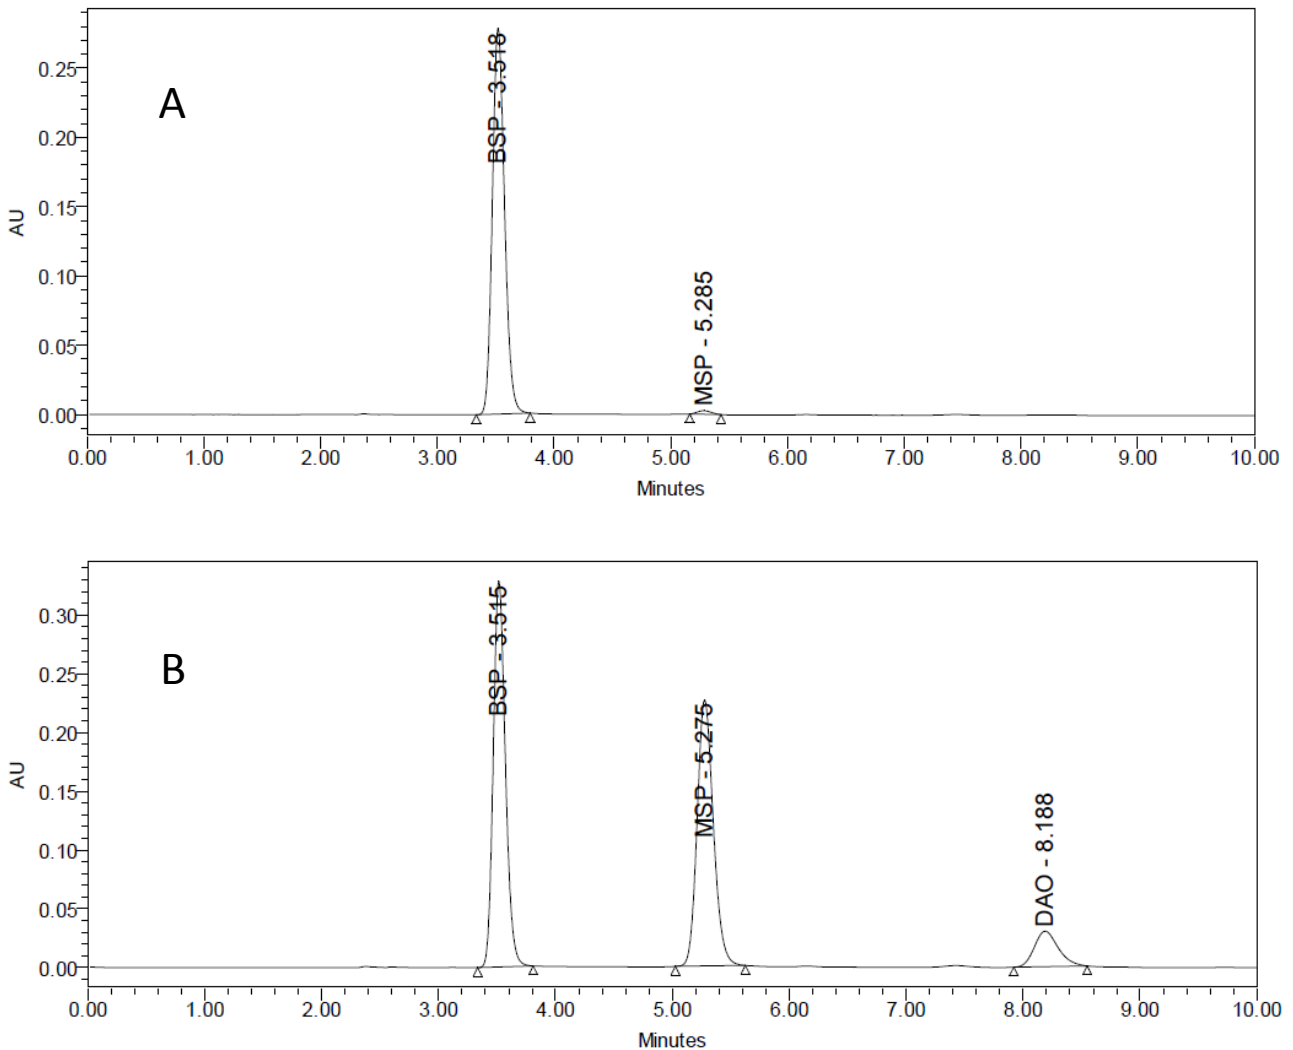 BSP - 3.518
0.25
A
0.20
0.15
AU
MSP - 5.285
0.10
0.05
0.00
0.00 1.00 2.00 3.00 4.00 5.00 6.00 7.00 8.00 9.00 10.00
Minutes
BSP - 3.515
0.30
B
0.25
MSP - 5.275
0.20
AU
0.15
DAO - 8.188
0.10
0.05
0.00
0.00 1.00 2.00 3.00 4.00 5.00 6.00 7.00 8.00 9.00 10.00
Minutes